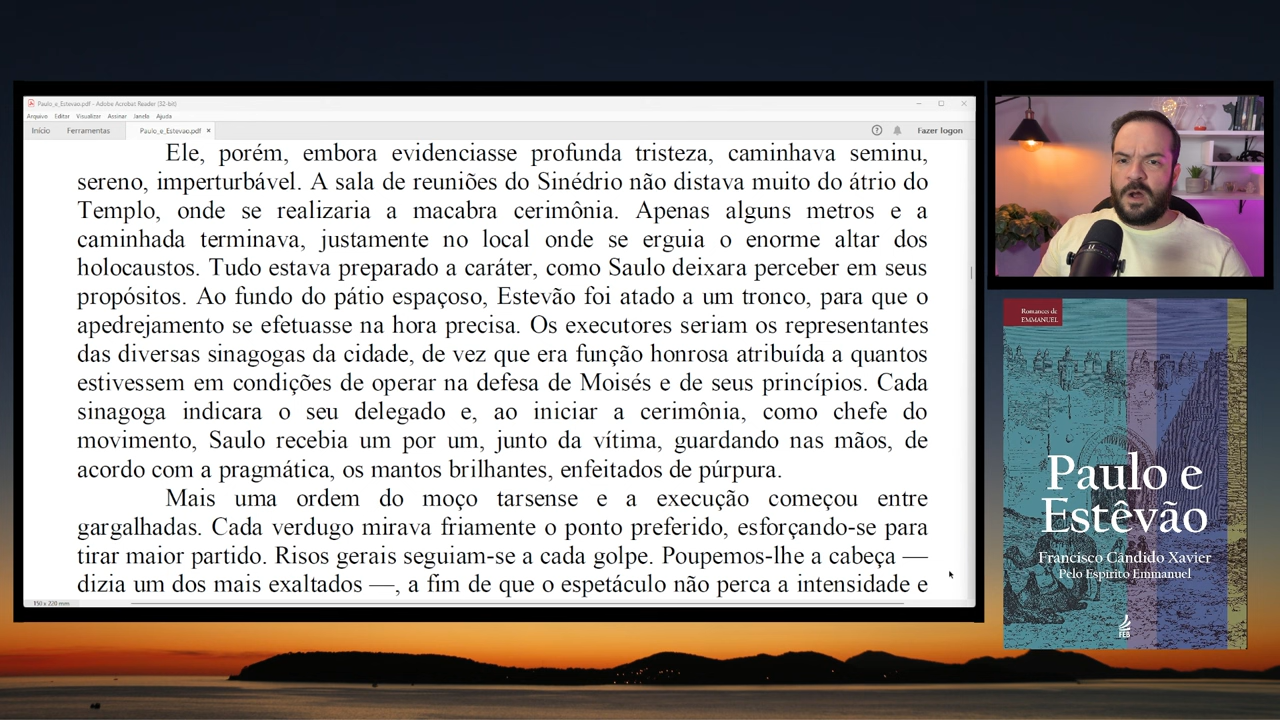 Paulo_e_Estevao.pdf - Adobe Acrobat Reader (32-bit)
Arquivo Editar Visualizar Assinar Janela Ajuda
Início Ferramentas Paulo_e_Estevao.pdf × Fazer logon
Ele, porém, embora evidenciasse profunda tristeza, caminhava seminu,
sereno, imperturbável. A sala de reuniões do Sinédrio não distava muito do átrio do
Templo, onde se realizaria a macabra cerimônia. Apenas alguns metros e a
caminhada terminava, justamente no local onde se erguia o enorme altar dos
holocaustos. Tudo estava preparado a caráter, como Saulo deixara perceber em seus
propósitos. Ao fundo do pátio espaçoso, Estevão foi atado a um tronco, para que o
apedrejamento se efetuasse na hora precisa. Os executores seriam os representantes
das diversas sinagogas da cidade, de vez que era função honrosa atribuída a quantos
estivessem em condições de operar na defesa de Moisés e de seus princípios. Cada
sinagoga indicara o seu delegado e, ao iniciar a cerimônia, como chefe do
movimento, Saulo recebia um por um, junto da vítima, guardando nas mãos, de
acordo com a pragmática, os mantos brilhantes, enfeitados de púrpura.
Mais uma ordem do moço tarsense e a execução começou entre
gargalhadas. Cada verdugo mirava friamente o ponto preferido, esforçando-se para
tirar maior partido. Risos gerais seguiam-se a cada golpe. Poupemos-lhe a cabeça —
dizia um dos mais exaltados —, a fim de que o espetáculo não perca a intensidade e
150 x 220 mm
Romances de
EMMANUEL
Paulo e
Estêvão
Francisco Cândido Xavier
Pelo Espírito Emmanuel
FEB